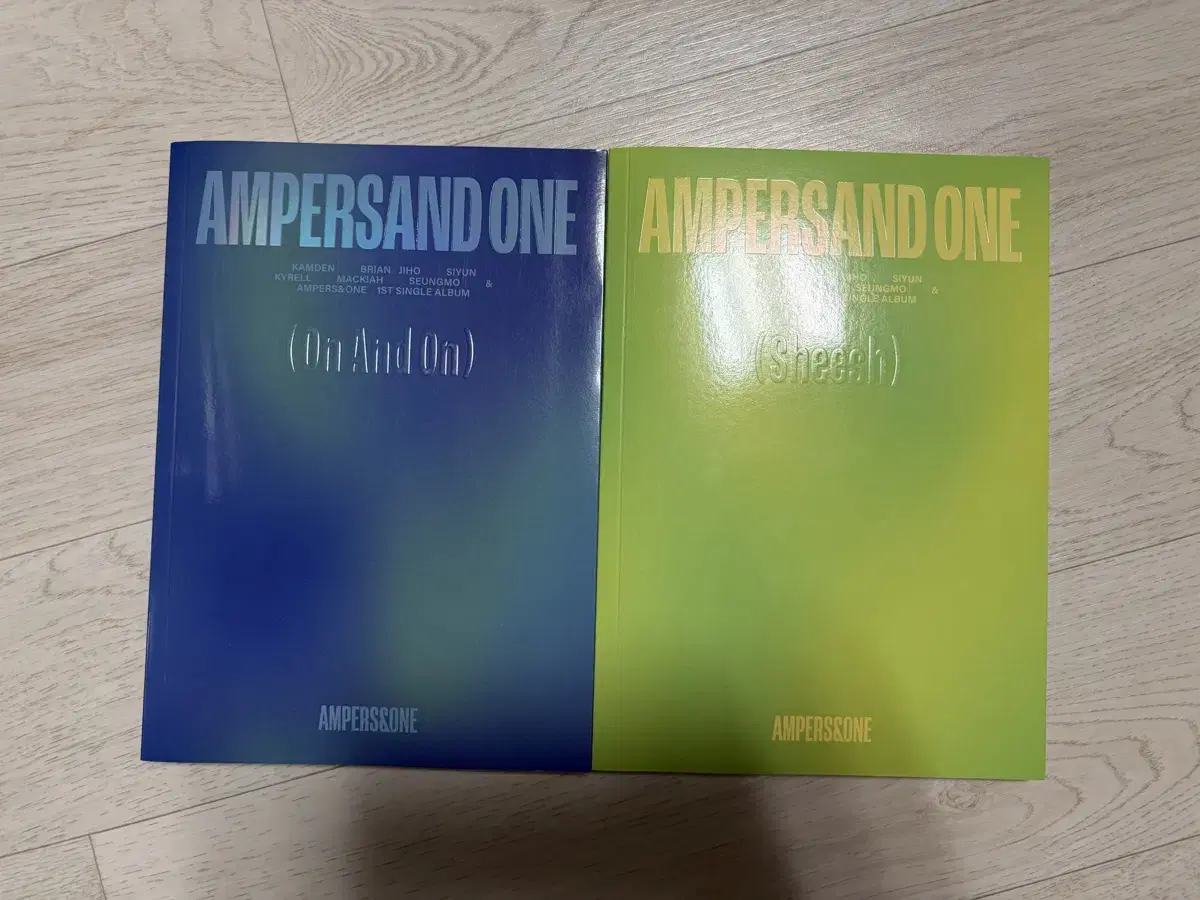 AMPERSAND ONE
KAMDEN BRIAN JIHO SIYUN
KYRELL MACKIAH SEUNGMO &
AMPERS&ONE 1ST SINGLE ALBUM
(On And On)
AMPERS&ONE
AMPERSAND ONE
SIYUN
SEUNGMO &
SINGLE ALBUM
(Sheesh)
AMPERS&ONE